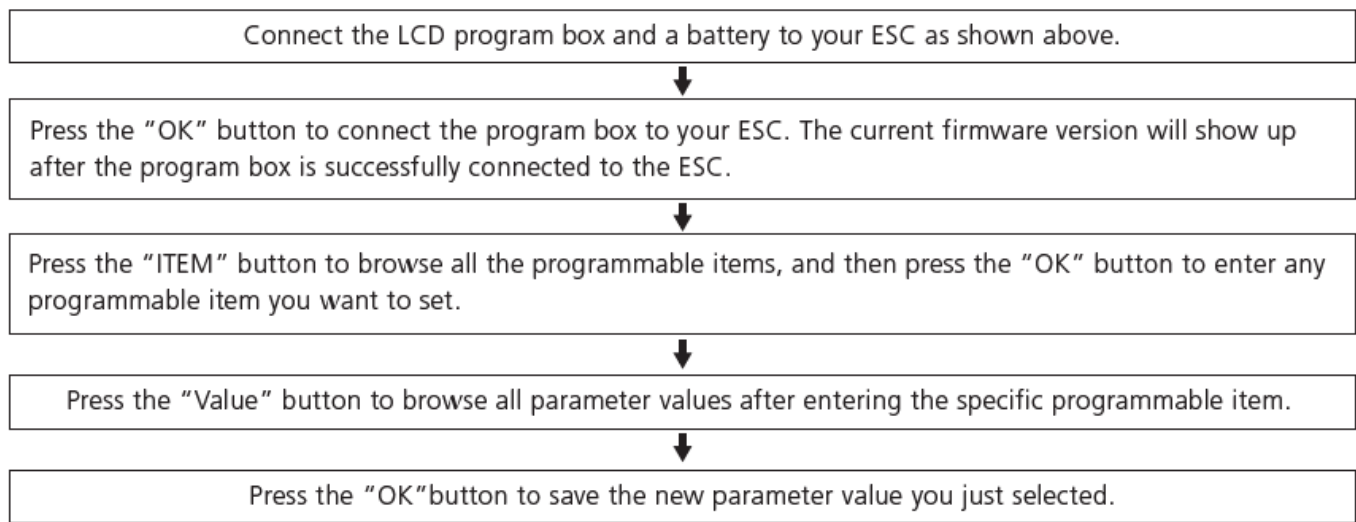 Connect the LCD program box and a battery to your ESC as shown above.
Press the “OK” button to connect the program box to your ESC. The current firmware version will show up
after the program box is successfully connected to the ESC.
Press the “ITEM” button to browse all the programmable items, and then press the “OK” button to enter any
programmable item you want to set.
Press the “Value” button to browse all parameter values after entering the specific programmable item.
Press the “OK”button to save the new parameter value you just selected.